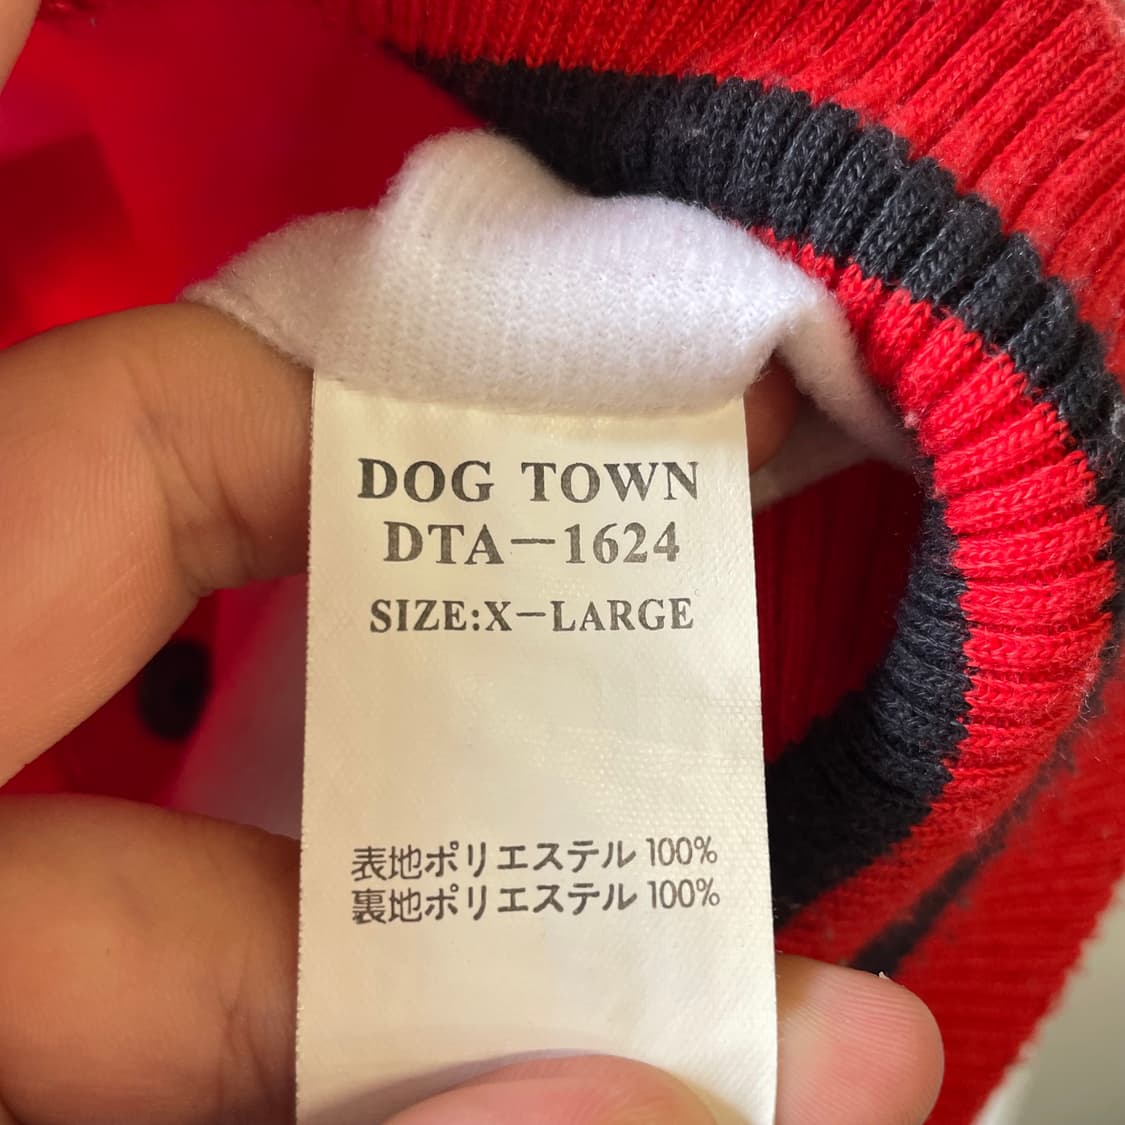 DOG TOWN
DTA−1624
SIZE:X−LARGE
表地ポリエステル 100%
裏地ポリエステル 100%